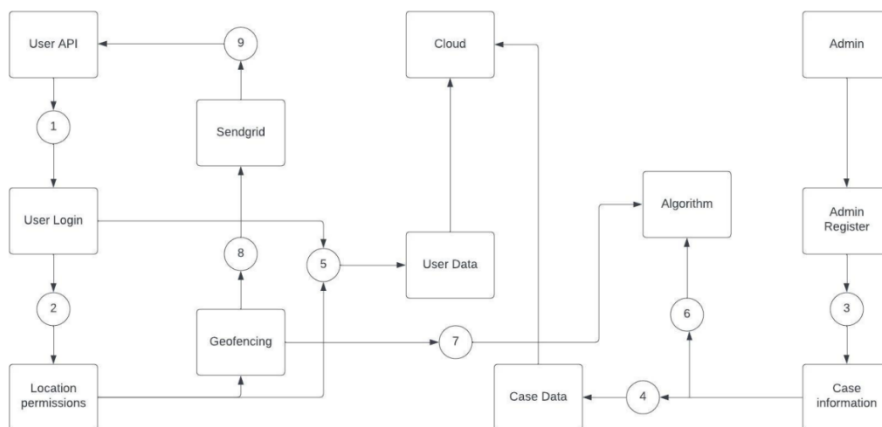 User API
9
Cloud
Admin
1
Sendgrid
User Login
Algorithm
Admin
Register
8
5
User Data
2
6
3
Geofencing
7
Location
permissions
Case Data
4
Case
information